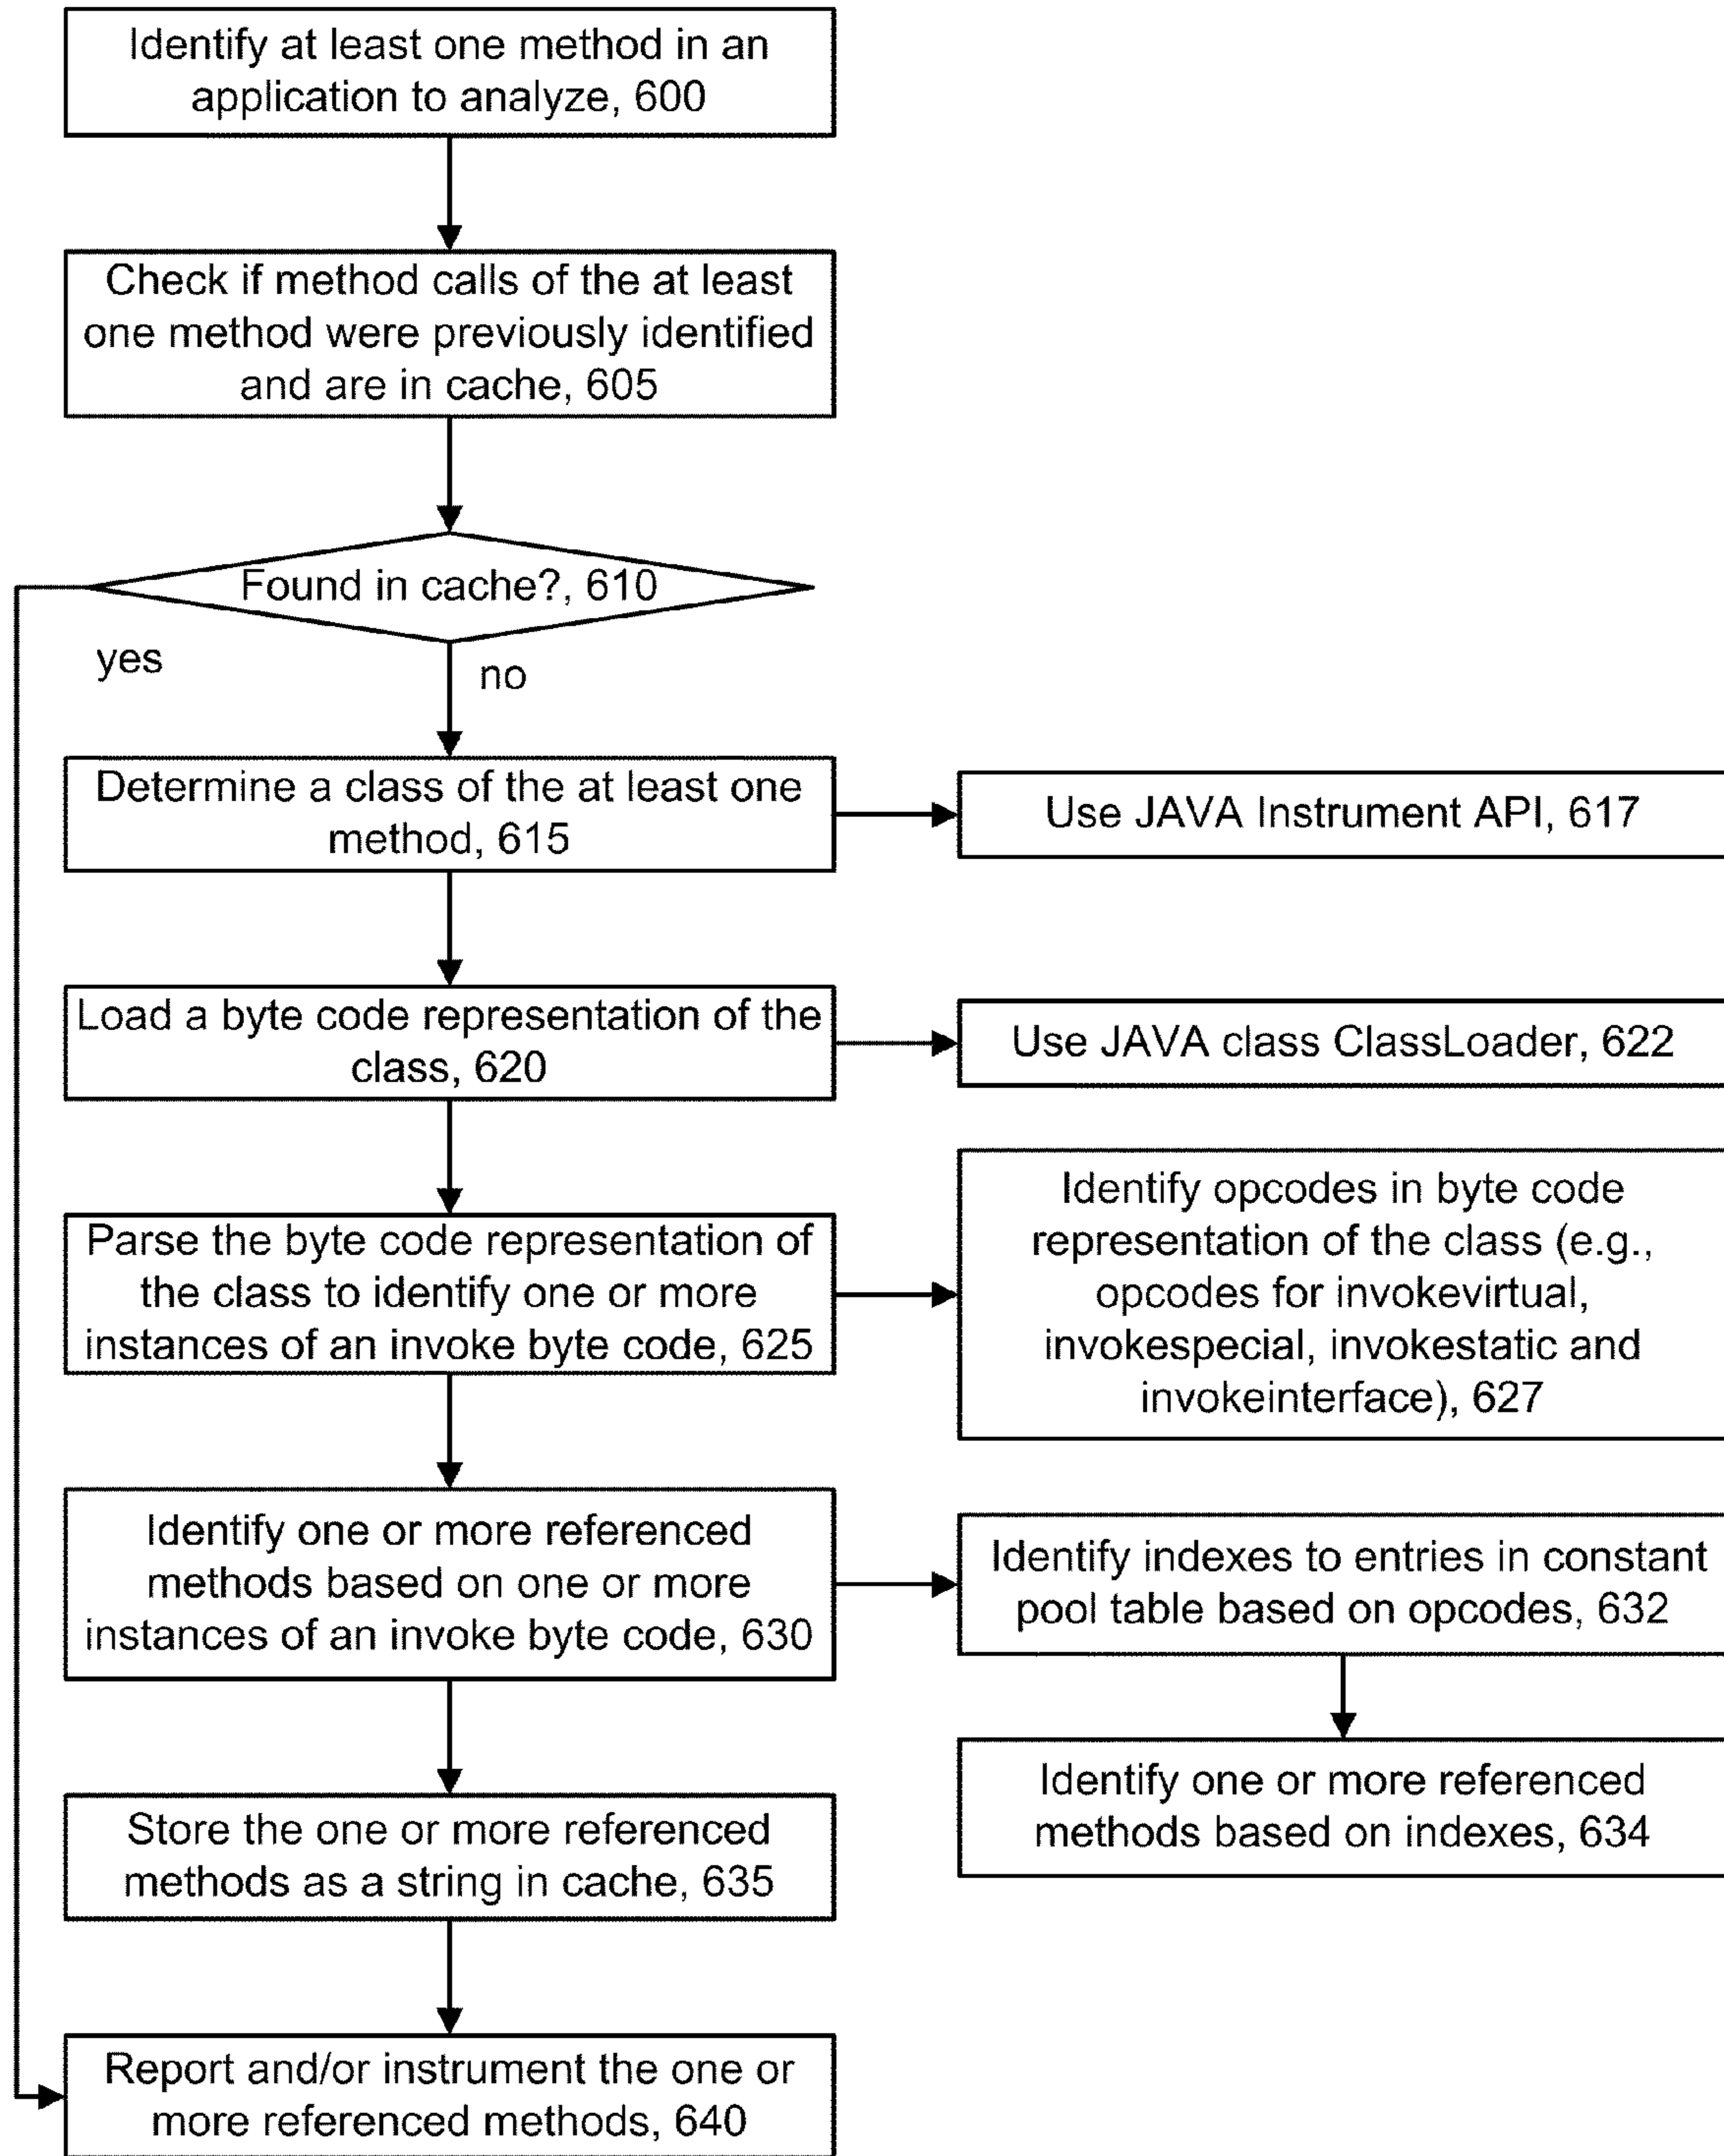 Identify at least one method in an
application to analyze, 600
Check if method calls of the at least
one method were previously identified
and are in cache, 605
Found in cache?, 610
yes
no
Determine a class of the at least one
method, 615
Use JAVA Instrument API, 617
Load a byte code representation of the
class, 620
Use JAVA class ClassLoader, 622
Parse the byte code representation of
the class to identify one or more
instances of an invoke byte code, 625
Identify opcodes in byte code
representation of the class (e.g.,
opcodes for invokevirtual,
invokespecial, invokestatic and
invokeinterface), 627
Identify one or more referenced
methods based on one or more
instances of an invoke byte code, 630
Identify indexes to entries in constant
pool table based on opcodes, 632
Identify one or more referenced
methods based on indexes, 634
Store the one or more referenced
methods as a string in cache, 635
Report and/or instrument the one or
more referenced methods, 640